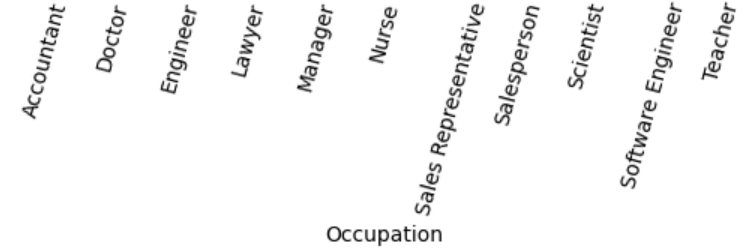 Accountant
Doctor
Engineer
Lawyer
Manager
Nurse
Sales Representative
Salesperson
Scientist
Software Engineer
Teacher
Occupation